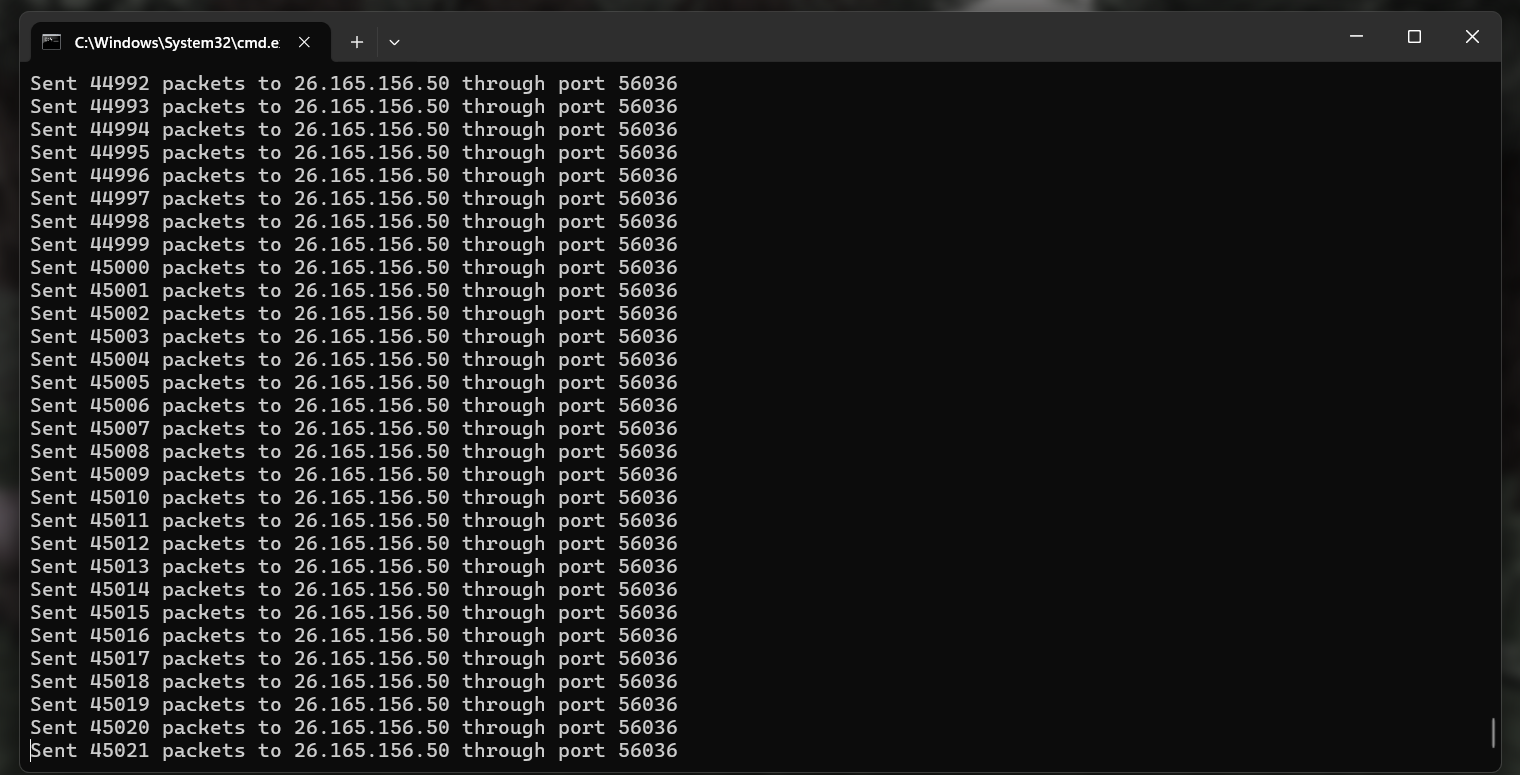 C:\Windows\System32\cmd.e
Sent 44992 packets to 26.165.156.50 through port 56036
Sent 44993 packets to 26.165.156.50 through port 56036
Sent 44994 packets to 26.165.156.50 through port 56036
Sent 44995 packets to 26.165.156.50 through port 56036
Sent 44996 packets to 26.165.156.50 through port 56036
Sent 44997 packets to 26.165.156.50 through port 56036
Sent 44998 packets to 26.165.156.50 through port 56036
Sent 44999 packets to 26.165.156.50 through port 56036
Sent 45000 packets to 26.165.156.50 through port 56036
Sent 45001 packets to 26.165.156.50 through port 56036
Sent 45002 packets to 26.165.156.50 through port 56036
Sent 45003 packets to 26.165.156.50 through port 56036
Sent 45004 packets to 26.165.156.50 through port 56036
Sent 45005 packets to 26.165.156.50 through port 56036
Sent 45006 packets to 26.165.156.50 through port 56036
Sent 45007 packets to 26.165.156.50 through port 56036
Sent 45008 packets to 26.165.156.50 through port 56036
Sent 45009 packets to 26.165.156.50 through port 56036
Sent 45010 packets to 26.165.156.50 through port 56036
Sent 45011 packets to 26.165.156.50 through port 56036
Sent 45012 packets to 26.165.156.50 through port 56036
Sent 45013 packets to 26.165.156.50 through port 56036
Sent 45014 packets to 26.165.156.50 through port 56036
Sent 45015 packets to 26.165.156.50 through port 56036
Sent 45016 packets to 26.165.156.50 through port 56036
Sent 45017 packets to 26.165.156.50 through port 56036
Sent 45018 packets to 26.165.156.50 through port 56036
Sent 45019 packets to 26.165.156.50 through port 56036
Sent 45020 packets to 26.165.156.50 through port 56036
Sent 45021 packets to 26.165.156.50 through port 56036